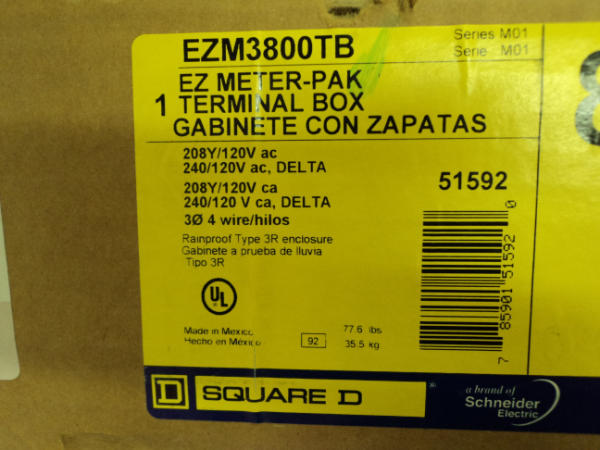 EZM3800TB
Series M01
Serie M01
EZ METER-PAK
1 TERMINAL BOX
GABINETE CON ZAPATAS
208Y/120V ac
240/120V ac, DELTA
208Y/120V ca
240/120 V ca, DELTA
3Ø 4 wire/hilos
51592
Rainproof Type 3R enclosure
Gabinete a prueba de lluvia
Tipo 3R
UL
Made in Mexico
Hecho en México
92
77.6 lbs
35.5 kg
7 85901 51592 0
D SQUARE D
a brand of
Schneider
Electric